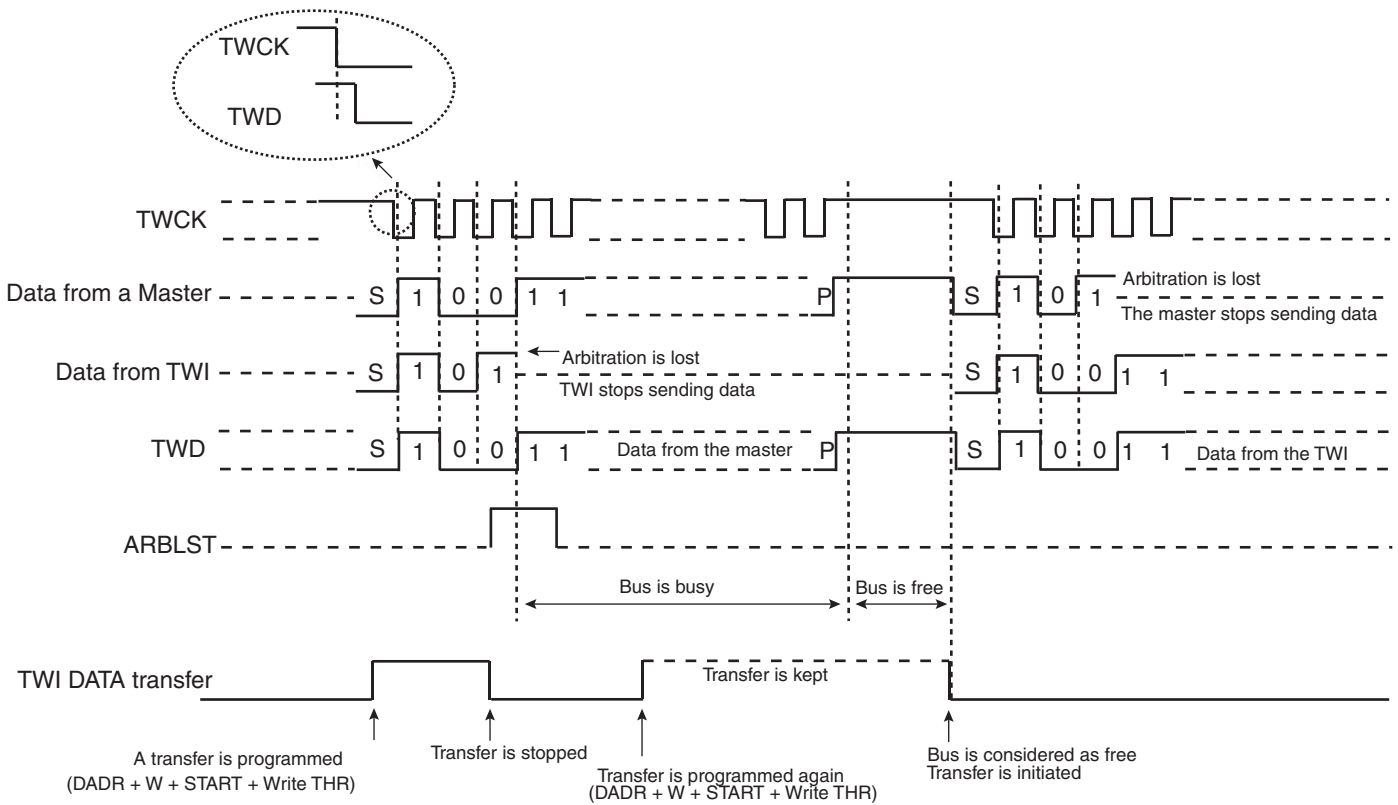 TWCK
TWD
TWCK
Data from a Master S 1 0 0 1 1 P S 1 0 1 Arbitration is lost
The master stops sending data
Data from TWI S 1 0 1 Arbitration is lost S 1 0 0 1 1
TWI stops sending data
TWD S 1 0 0 1 1 Data from the master P S 1 0 0 1 1 Data from the TWI
ARBLST
Bus is busy Bus is free
TWI DATA transfer Transfer is kept
A transfer is programmed
(DADR + W + START + Write THR)
Transfer is stopped
Transfer is programmed again
(DADR + W + START + Write THR)
Bus is considered as free
Transfer is initiated